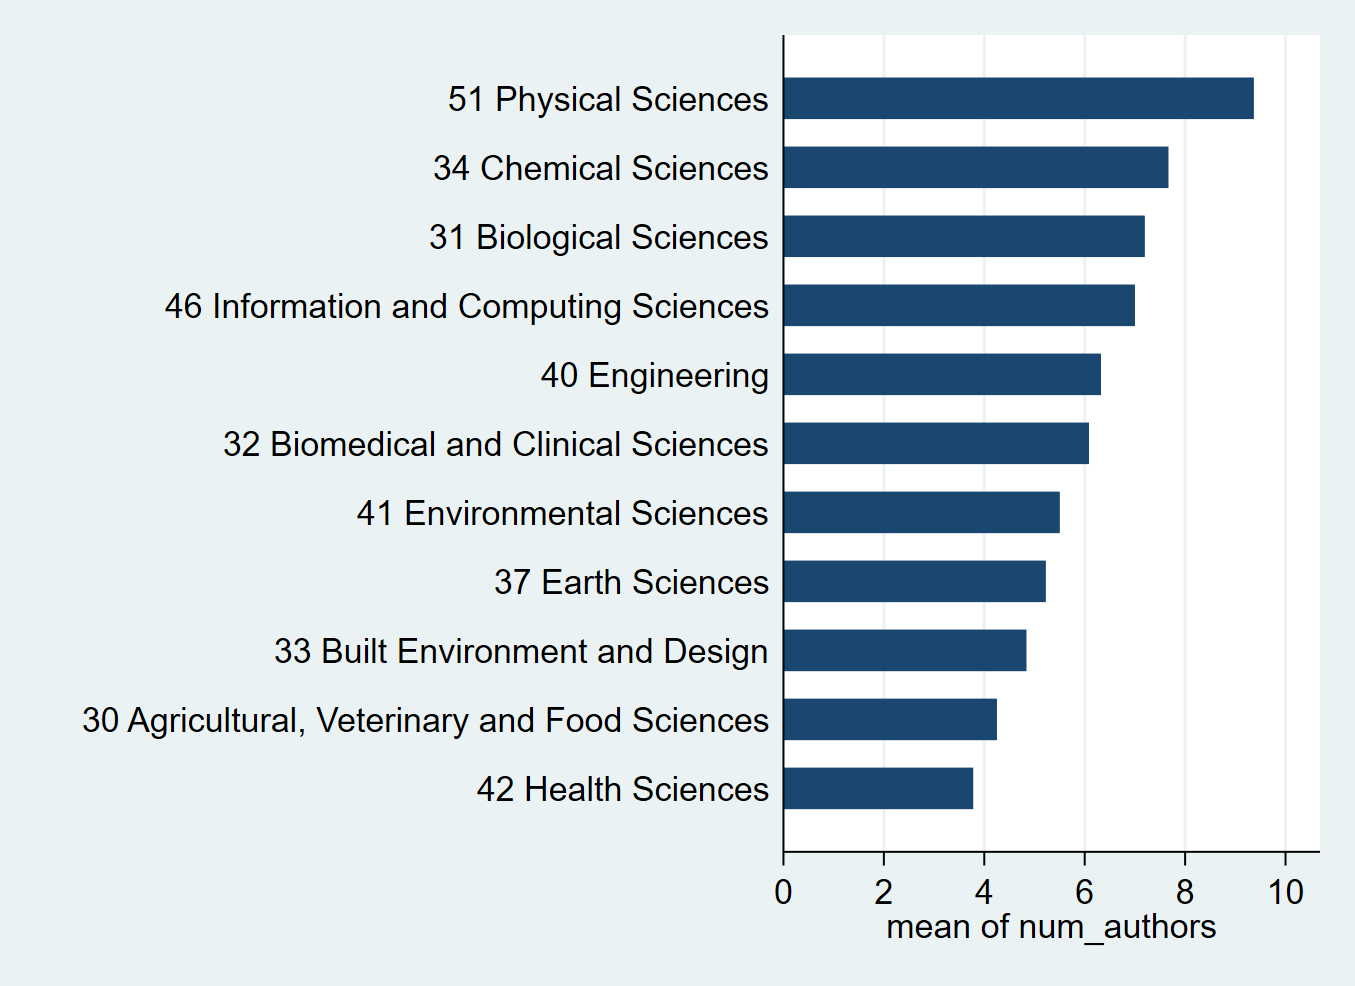 51 Physical Sciences
34 Chemical Sciences
31 Biological Sciences
46 Information and Computing Sciences
40 Engineering
32 Biomedical and Clinical Sciences
41 Environmental Sciences
37 Earth Sciences
33 Built Environment and Design
30 Agricultural, Veterinary and Food Sciences
42 Health Sciences
0 2 4 6 8 10
mean of num_authors